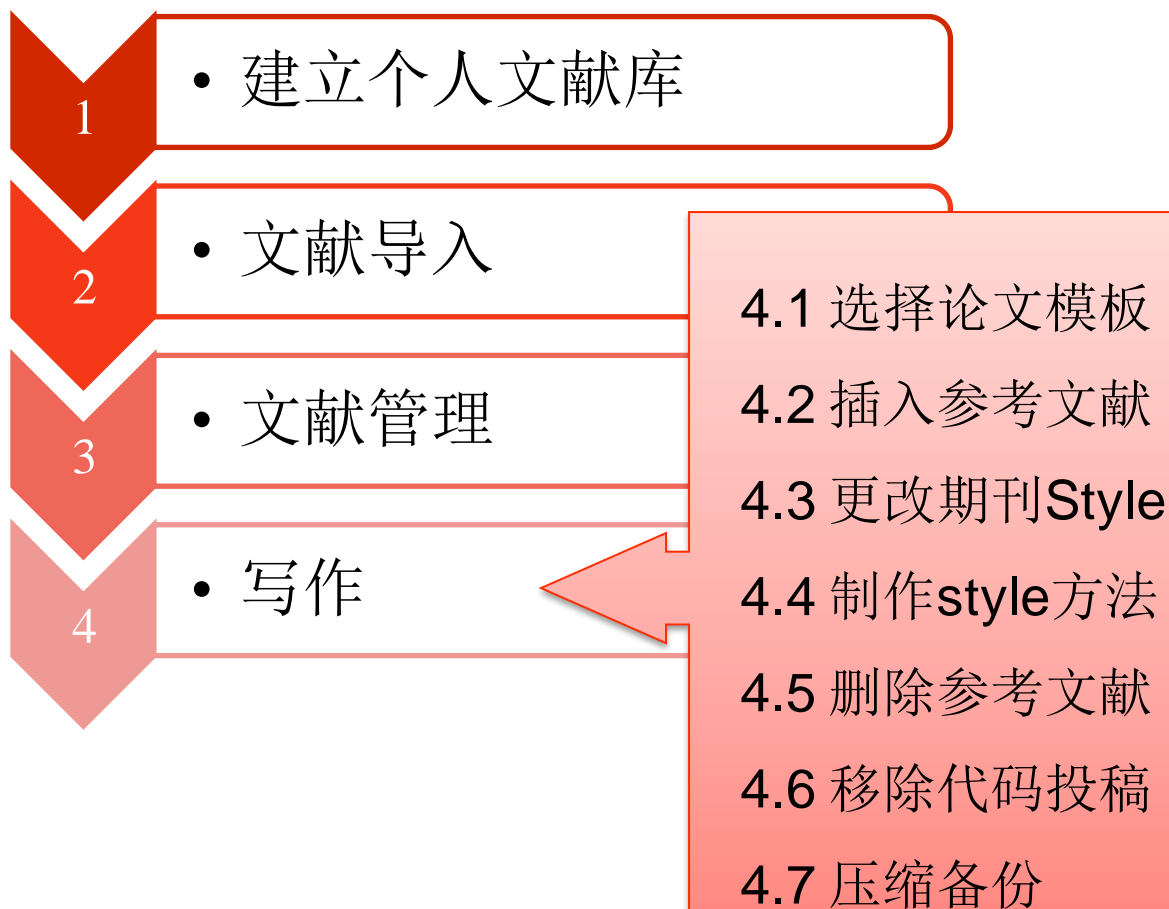 1
• 建立个人文献库
2
• 文献导入
3
• 文献管理
4
• 写作
4.1 选择论文模板
4.2 插入参考文献
4.3 更改期刊Style
4.4 制作style方法
4.5 删除参考文献
4.6 移除代码投稿
4.7 压缩备份